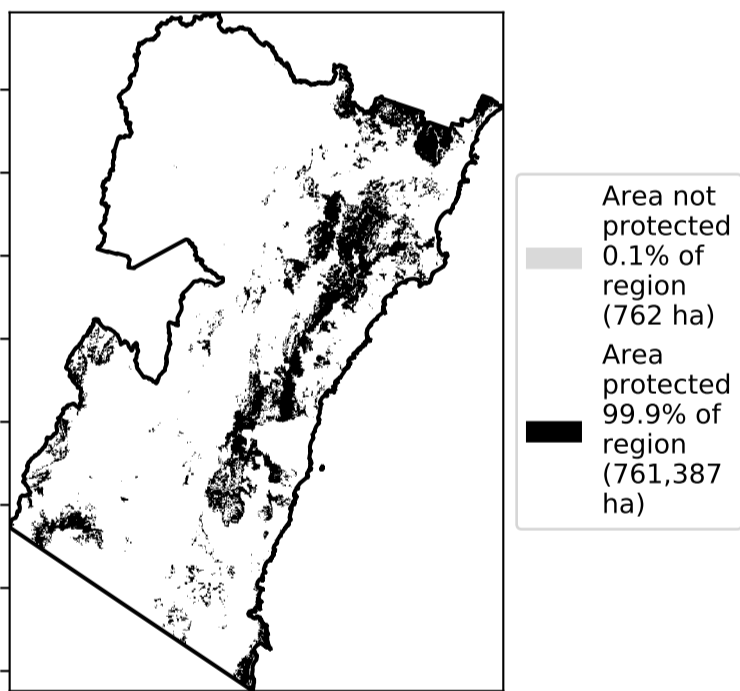 Area not
protected
0.1% of
region
(762 ha)
Area
protected
99.9% of
region
(761,387
ha)